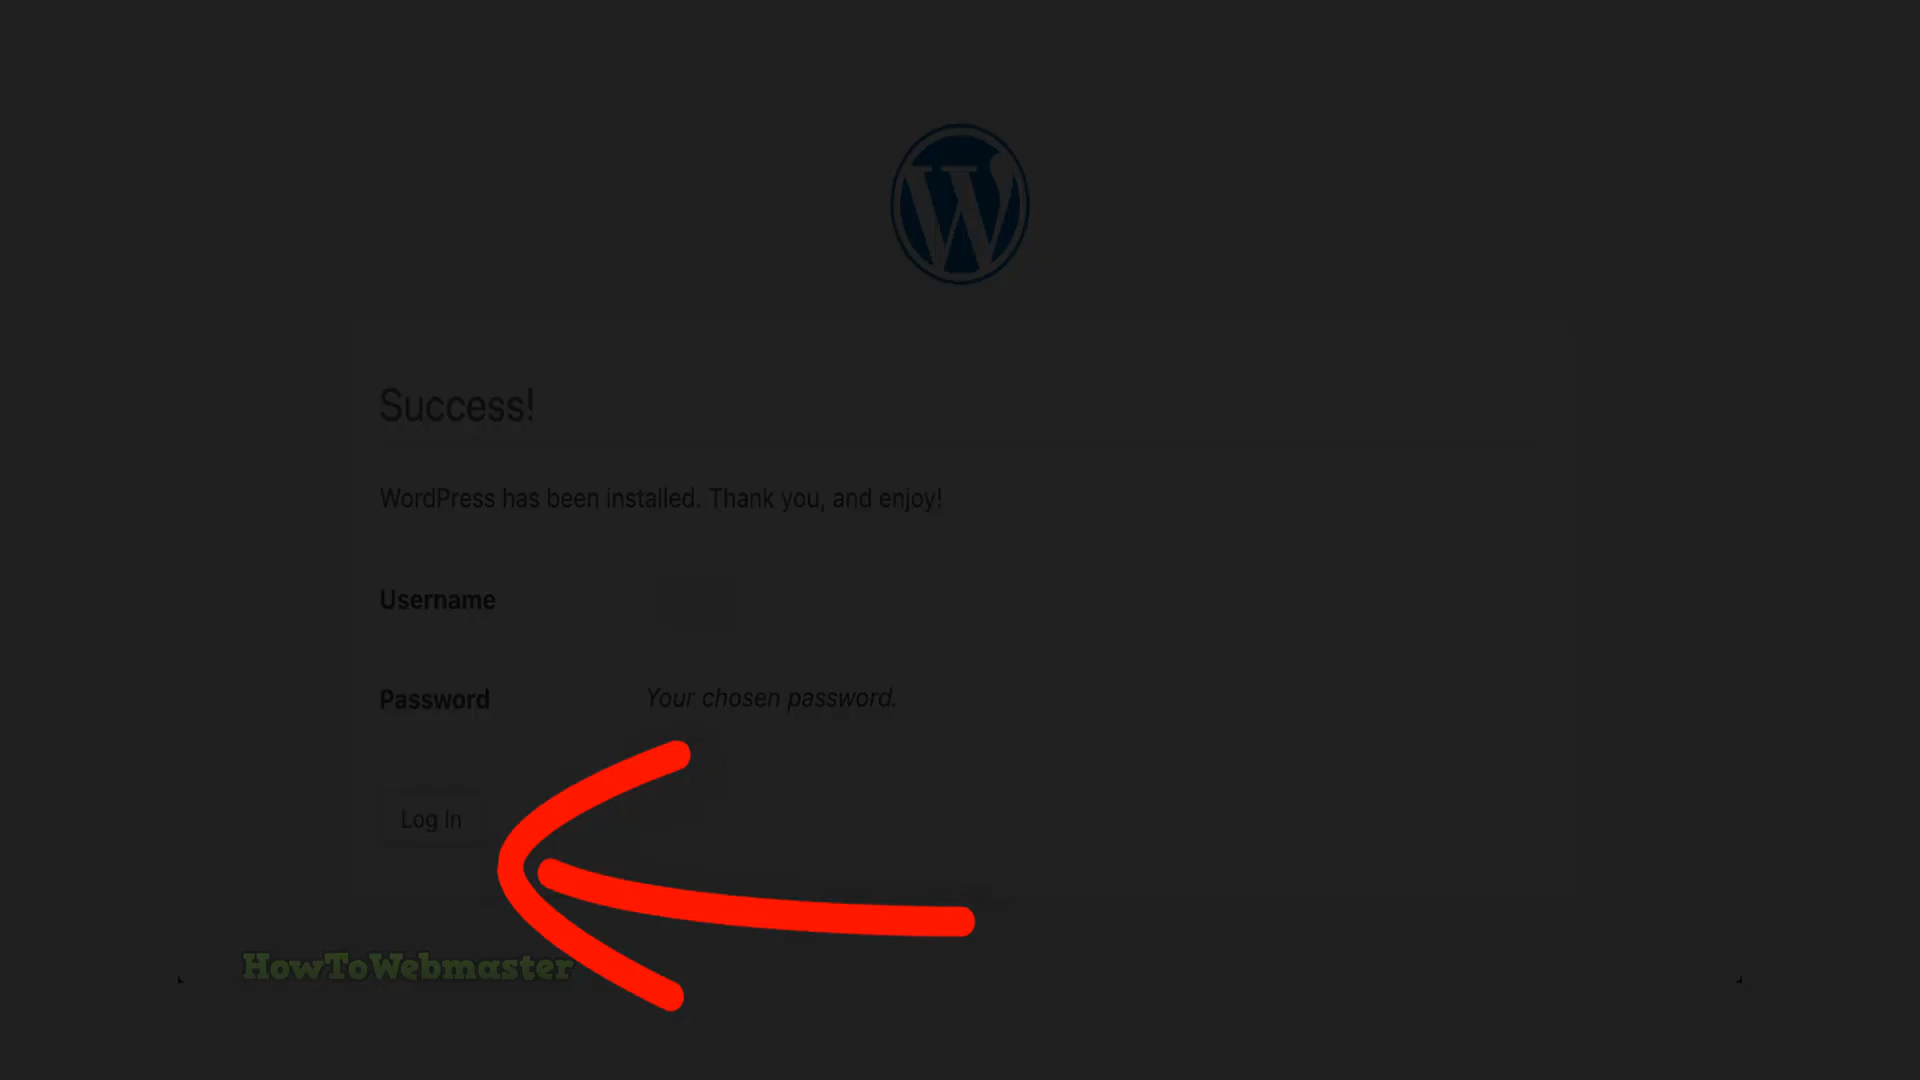 Success!
WordPress has been installed. Thank you, and enjoy!
Username
Password Your chosen password.
Log In
HowToWebmaster